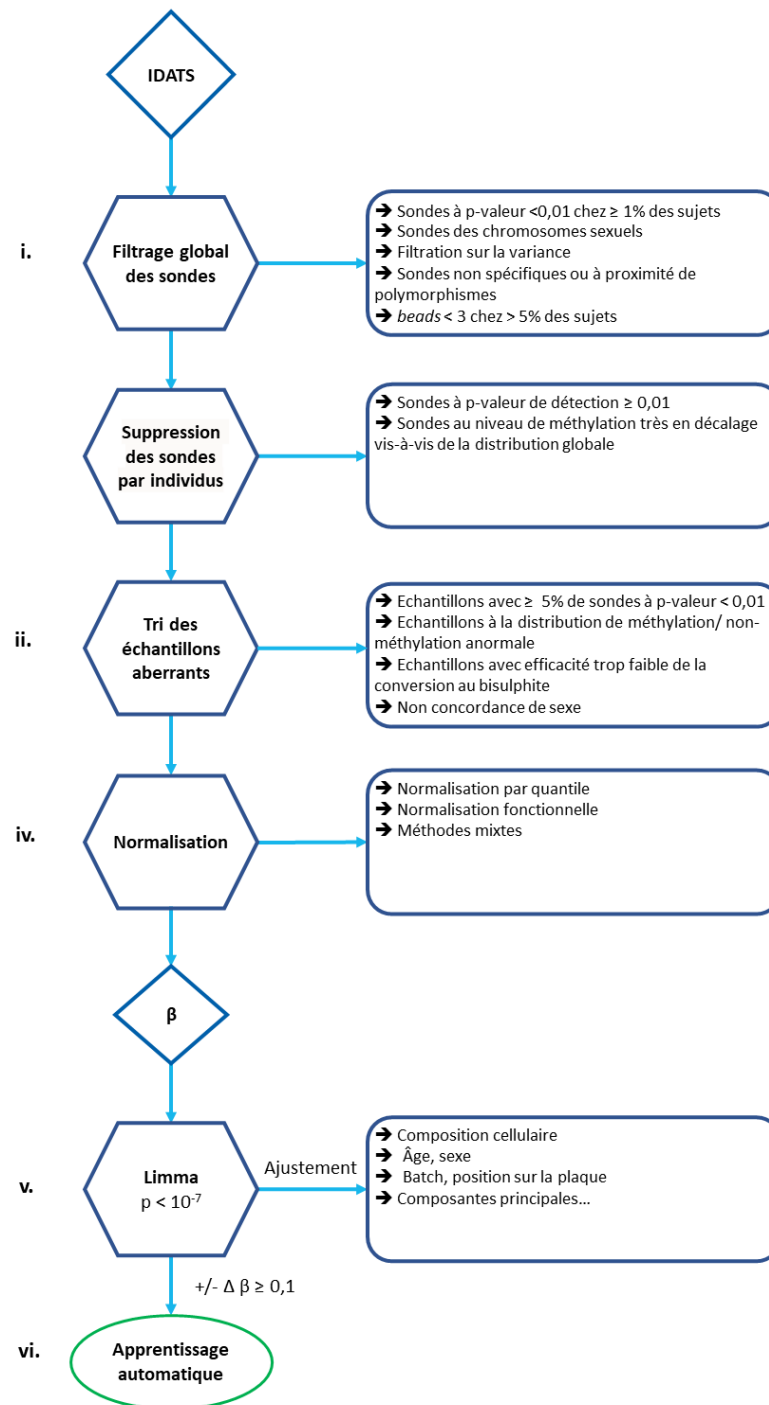 IDATS
i.
Filtrage global
des sondes
➔ Sondes à p-valeur <0,01 chez ≥ 1% des sujets
➔ Sondes des chromosomes sexuels
➔ Filtration sur la variance
➔ Sondes non spécifiques ou à proximité de
polymorphismes
➔ beads < 3 chez > 5% des sujets
Suppression
des sondes
par individus
➔ Sondes à p-valeur de détection ≥ 0,01
➔ Sondes au niveau de méthylation très en décalage
vis-à-vis de la distribution globale
ii.
Tri des
échantillons
aberrants
➔ Echantillons avec ≥ 5% de sondes à p-valeur < 0,01
➔ Echantillons à la distribution de méthylation/ non-
méthylation anormale
➔ Echantillons avec efficacité trop faible de la
conversion au bisulphite
➔ Non concordance de sexe
iv.
Normalisation
➔ Normalisation par quantile
➔ Normalisation fonctionnelle
➔ Méthodes mixtes
β
v.
Limma
p < 10⁻⁷
Ajustement
➔ Composition cellulaire
➔ Âge, sexe
➔ Batch, position sur la plaque
➔ Composantes principales…
+/- Δ β ≥ 0,1
vi.
Apprentissage
automatique